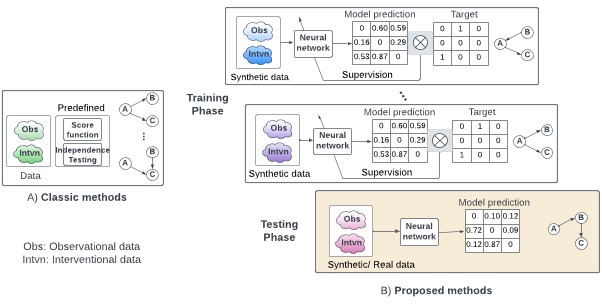 Obs
Intvn
Data
Predefined
Score
function
Independence
Testing
A
B
C
⋮
A
B
C
A) Classic methods
Obs: Observational data
Intvn: Interventional data
Training
Phase
Obs
Intvn
Synthetic data
Neural
network
Model prediction
0 0.60 0.59
0.16 0 0.29
0.53 0.87 0
Supervision
Target
0 1 0
0 0 0
1 0 0
A
B
C
Obs
Intvn
Synthetic data
Neural
network
Model prediction
0 0.60 0.59
0.16 0 0.29
0.53 0.87 0
Supervision
Target
0 1 0
0 0 0
1 0 0
A
B
C
Testing
Phase
Obs
Intvn
Synthetic/ Real data
Neural
network
Model prediction
0 0.10 0.12
0.72 0 0.09
0.12 0.87 0
A
B
C
B) Proposed methods